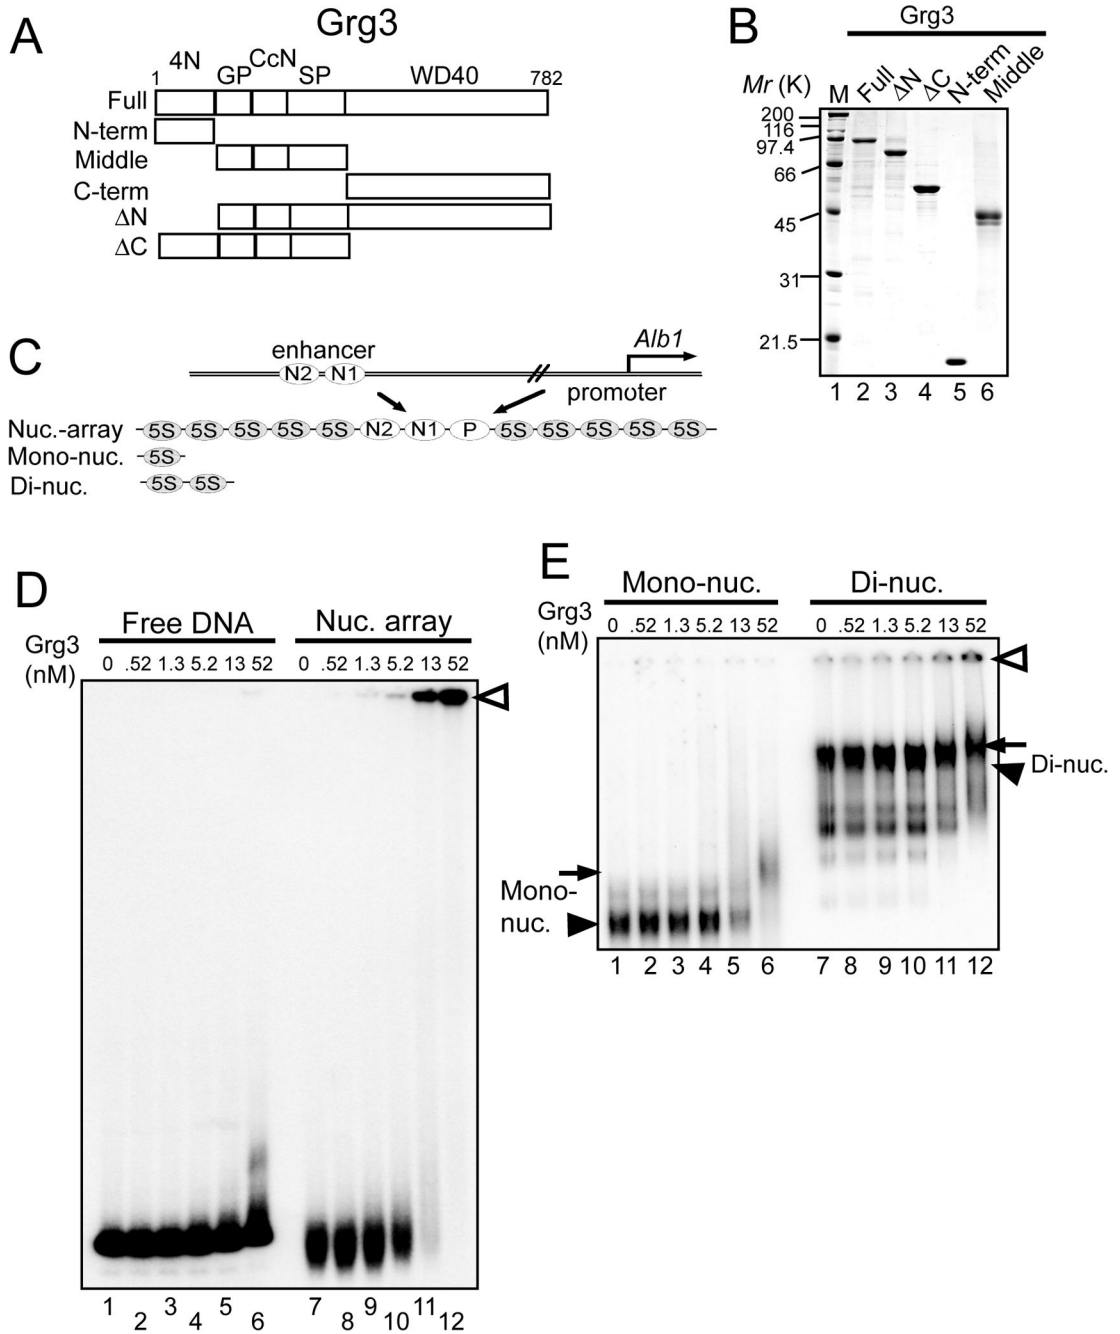 A
Grg3
4N
CcN
GP
SP
WD40
1
782
Full
N-term
Middle
C-term
ΔN
ΔC
B
Grg3
Mr (K)
M
Full
ΔN
ΔC
N-term
Middle
200
116
97.4
66
45
31
21.5
1 2 3 4 5 6
C
enhancer
N2 N1
Alb1
promoter
Nuc.-array
5S 5S 5S 5S 5S N2 N1 P 5S 5S 5S 5S 5S
Mono-nuc.
5S
Di-nuc.
5S 5S
D
Free DNA Nuc. array
Grg3
(nM)
0 .52 1.3 5.2 13 52 0 .52 1.3 5.2 13 52
1 2 3 4 5 6 7 8 9 10 11 12
E
Mono-nuc. Di-nuc.
Grg3
(nM)
0 .52 1.3 5.2 13 52 0 .52 1.3 5.2 13 52
Di-nuc.
Mono-
nuc.
1 2 3 4 5 6 7 8 9 10 11 12